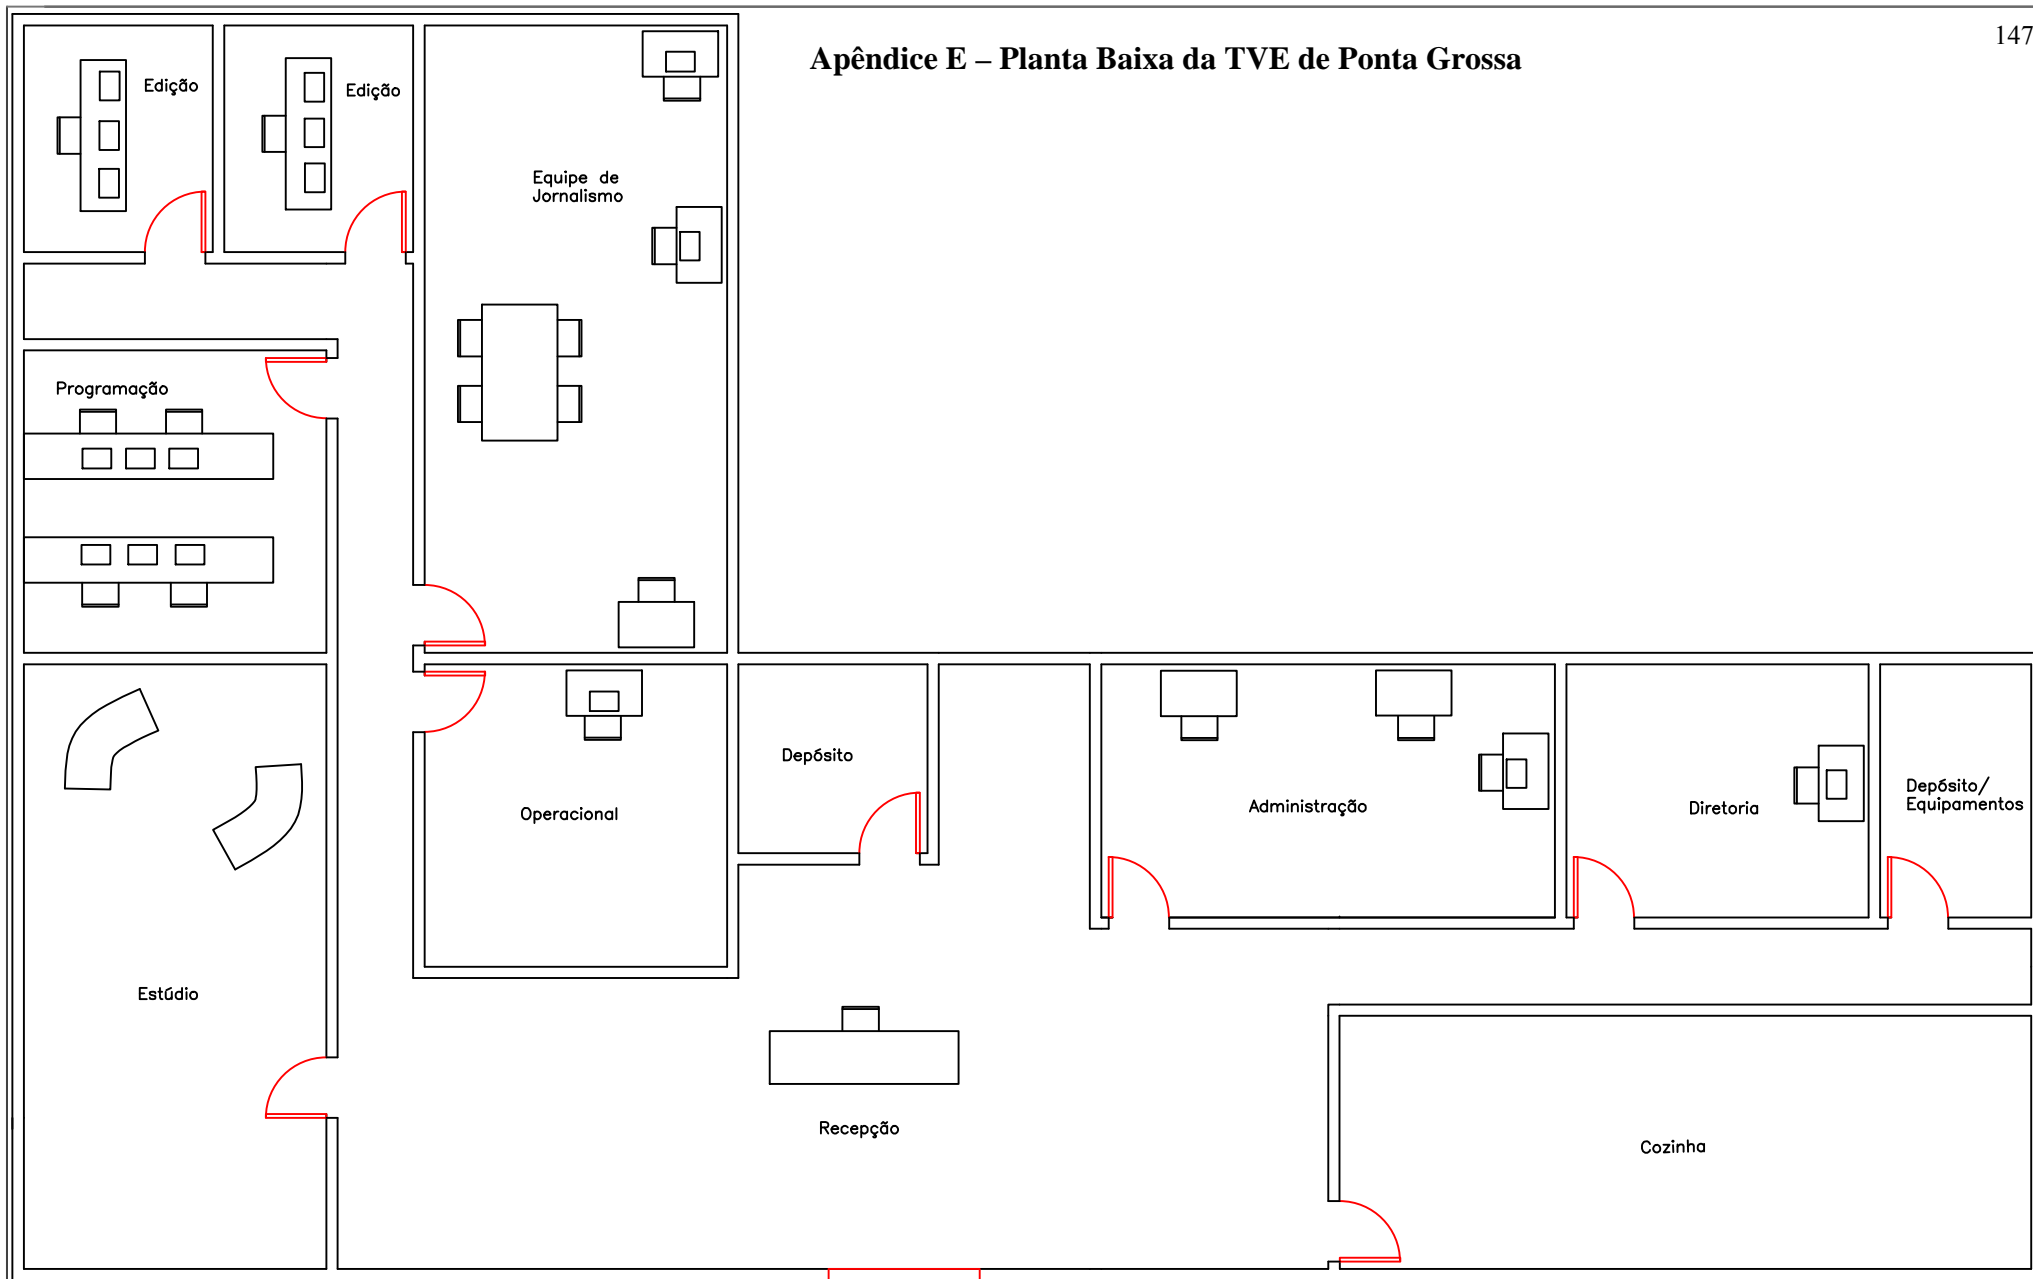 147
Apêndice E – Planta Baixa da TVE de Ponta Grossa
Edição
Edição
Equipe de
Jornalismo
Programação
Depósito
Operacional
Administração
Diretoria
Depósito/
Equipamentos
Estúdio
Recepção
Cozinha